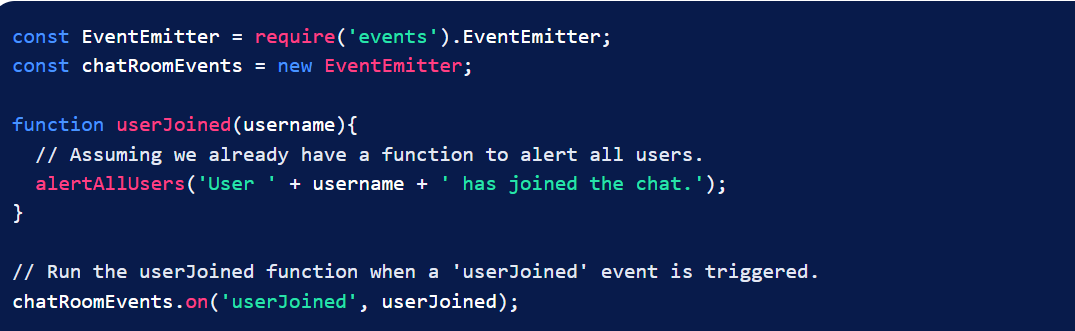 const EventEmitter = require('events').EventEmitter;
const chatRoomEvents = new EventEmitter;

function userJoined(username){
  // Assuming we already have a function to alert all users.
  alertAllUsers('User ' + username + ' has joined the chat.');
}

// Run the userJoined function when a 'userJoined' event is triggered.
chatRoomEvents.on('userJoined', userJoined);